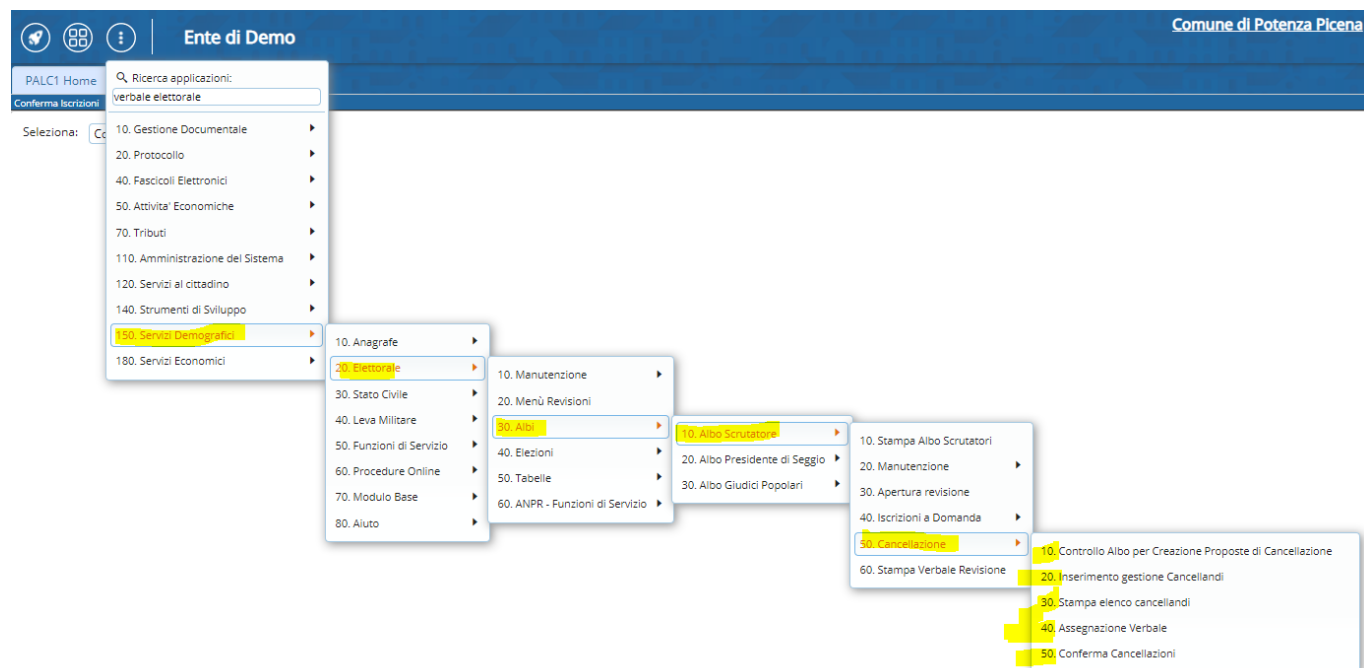 Ente di Demo
Comune di Potenza Picena
PALC1 Home
Ricerca applicazioni:
verbale elettorale
Conferma Iscrizioni
Seleziona:
10. Gestione Documentale
20. Protocollo
40. Fascicoli Elettronici
50. Attivita' Economiche
70. Tributi
110. Amministrazione del Sistema
120. Servizi al cittadino
140. Strumenti di Sviluppo
150. Servizi Demografici
180. Servizi Economici
10. Anagrafe
20. Elettorale
30. Stato Civile
40. Leva Militare
50. Funzioni di Servizio
60. Procedure Online
70. Modulo Base
80. Aiuto
10. Manutenzione
20. Menù Revisioni
30. Albi
40. Elezioni
50. Tabelle
60. ANPR - Funzioni di Servizio
10. Albo Scrutatore
20. Albo Presidente di Seggio
30. Albo Giudici Popolari
10. Stampa Albo Scrutatori
20. Manutenzione
30. Apertura revisione
40. Iscrizioni a Domanda
50. Cancellazione
60. Stampa Verbale Revisione
10. Controllo Albo per Creazione Proposte di Cancellazione
20. Inserimento gestione Cancellandi
30. Stampa elenco cancellandi
40. Assegnazione Verbale
50. Conferma Cancellazioni